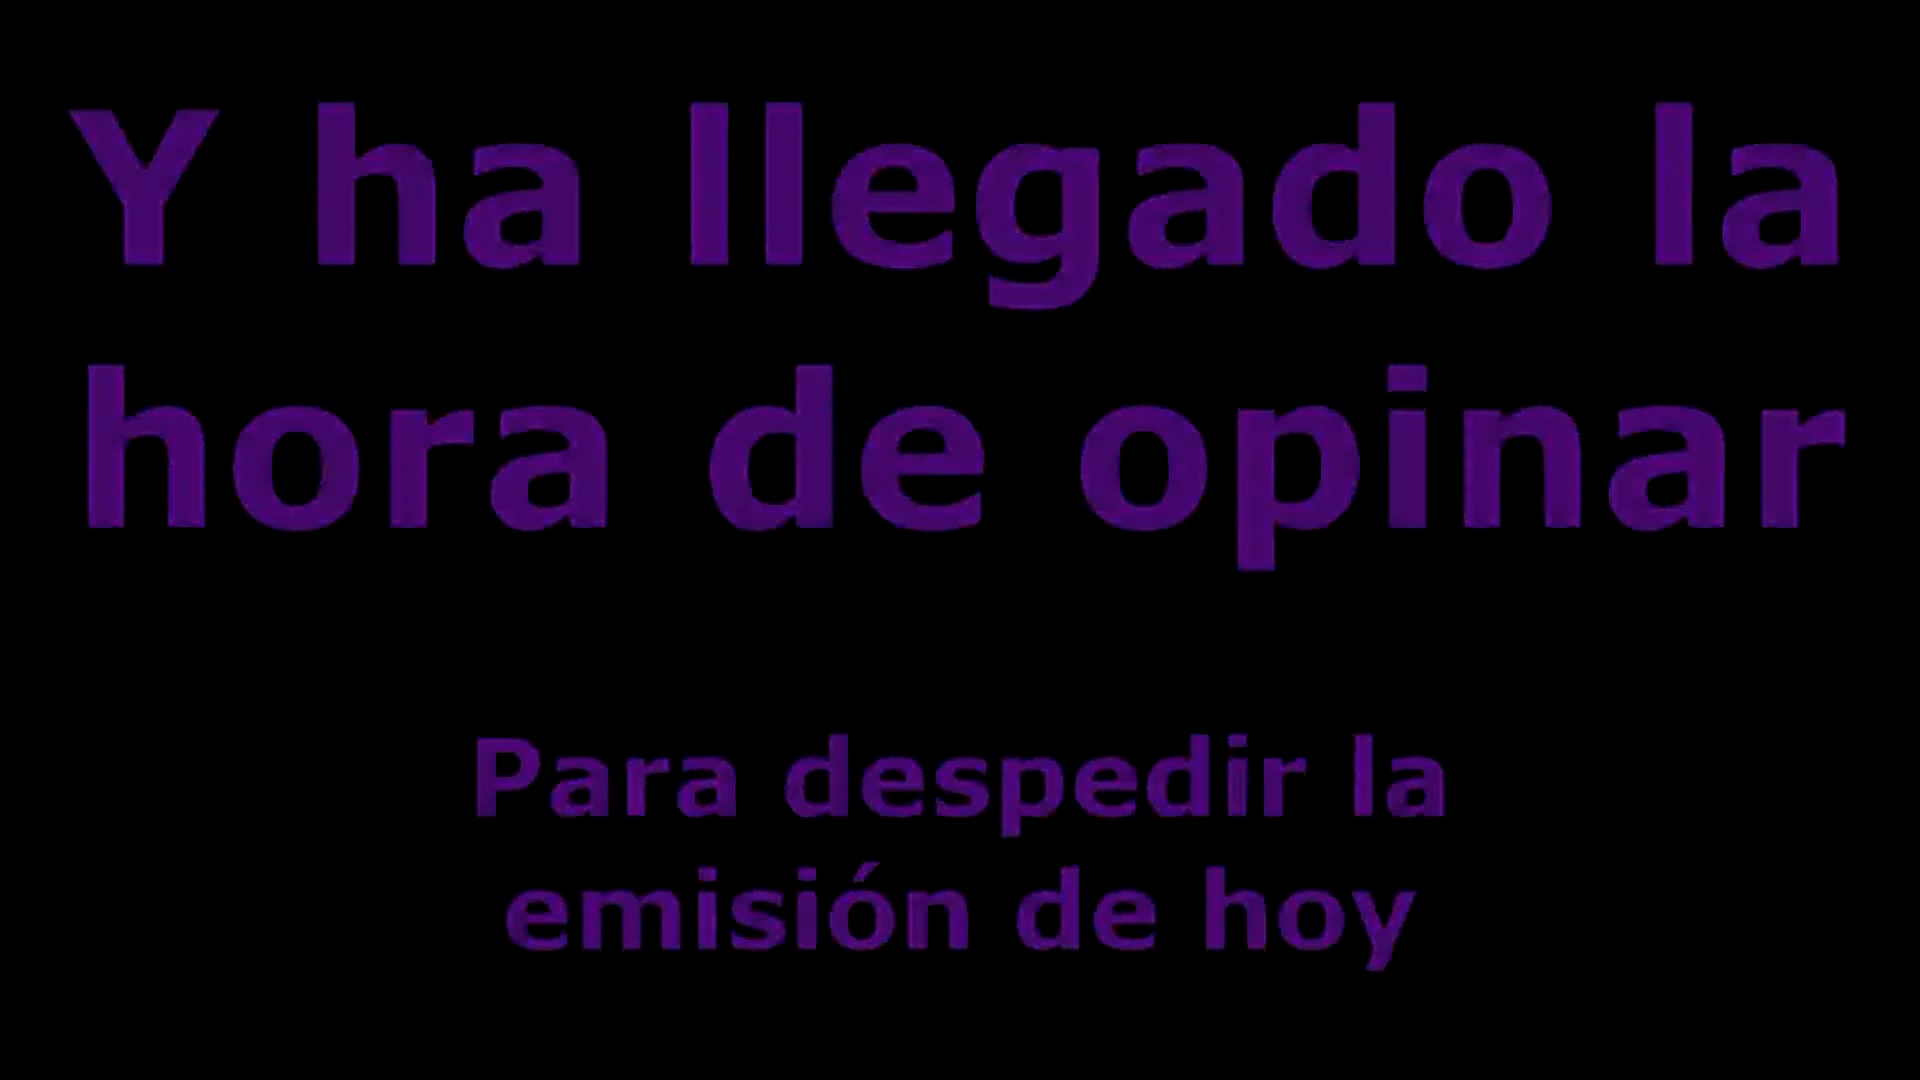 Y ha llegado la
hora de opinar
Para despedir la
emisión de hoy